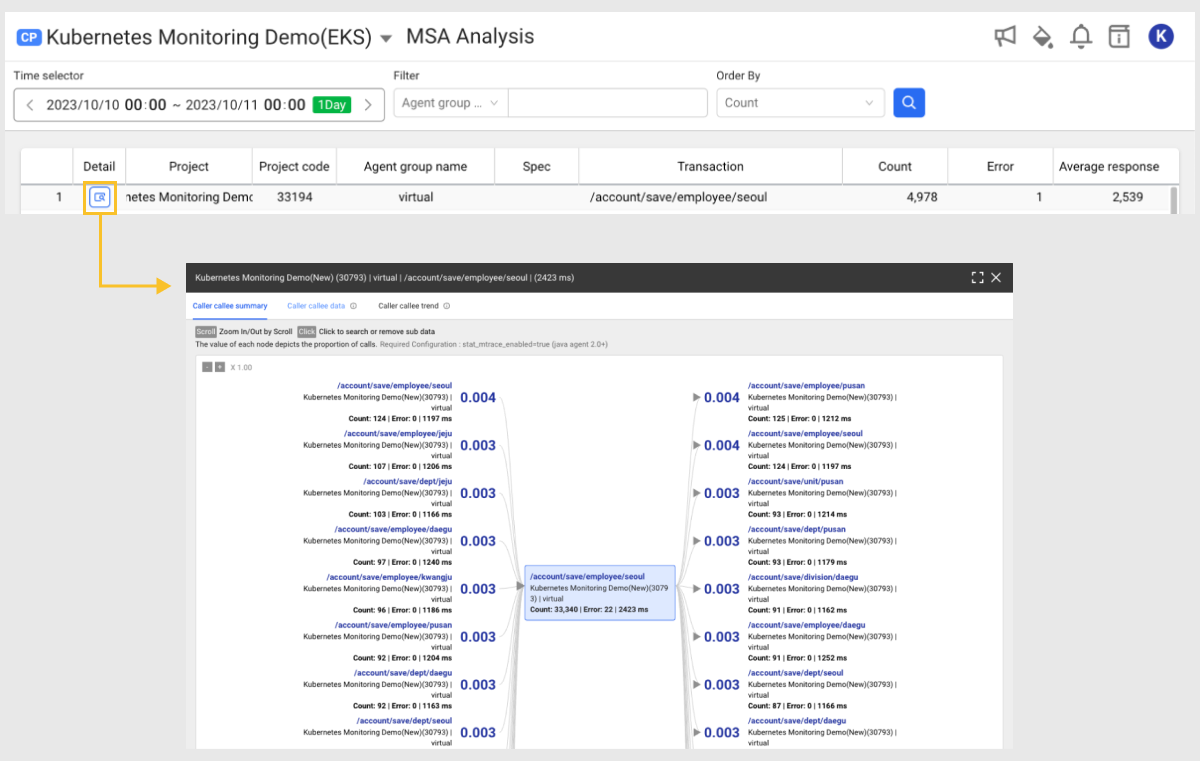 CP Kubernetes Monitoring Demo(EKS) MSA Analysis
K
Time selector
Filter
Order By
2023/10/10 00:00 ~ 2023/10/11 00:00 1Day
Agent group ...
Count
Detail Project Project code Agent group name Spec Transaction Count Error Average response
1 netes Monitoring Demo 33194 virtual /account/save/employee/seoul 4,978 1 2,539
Kubernetes Monitoring Demo(New) (30793) | virtual | /account/save/employee/seoul | (2423 ms)
Caller callee summary Caller callee data Caller callee trend
Scroll Zoom In/Out by Scroll Click Click to search or remove sub data
The value of each node depicts the proportion of calls. Required Configuration : stat_mtrace_enabled=true (java agent 2.0+)
- + X 1.00
/account/save/employee/seoul
Kubernetes Monitoring Demo(New)(30793) |
virtual
Count: 124 | Error: 0 | 1197 ms
0.004
/account/save/employee/jeju
Kubernetes Monitoring Demo(New)(30793) |
virtual
Count: 107 | Error: 0 | 1206 ms
0.003
/account/save/dept/jeju
Kubernetes Monitoring Demo(New)(30793) |
virtual
Count: 103 | Error: 0 | 1166 ms
0.003
/account/save/employee/daegu
Kubernetes Monitoring Demo(New)(30793) |
virtual
Count: 97 | Error: 0 | 1240 ms
0.003
/account/save/employee/kwangju
Kubernetes Monitoring Demo(New)(30793) |
virtual
Count: 96 | Error: 0 | 1186 ms
0.003
/account/save/employee/pusan
Kubernetes Monitoring Demo(New)(30793) |
virtual
Count: 92 | Error: 0 | 1204 ms
0.003
/account/save/dept/daegu
Kubernetes Monitoring Demo(New)(30793) |
virtual
Count: 92 | Error: 0 | 1163 ms
0.003
/account/save/dept/seoul
Kubernetes Monitoring Demo(New)(30793) |
virtual
0.003
/account/save/employee/seoul
Kubernetes Monitoring Demo(New)(3079
3) | virtual
Count: 33,340 | Error: 22 | 2423 ms
0.004
/account/save/employee/pusan
Kubernetes Monitoring Demo(New)(30793) |
virtual
Count: 125 | Error: 0 | 1212 ms
0.004
/account/save/employee/seoul
Kubernetes Monitoring Demo(New)(30793) |
virtual
Count: 124 | Error: 0 | 1197 ms
0.003
/account/save/unit/pusan
Kubernetes Monitoring Demo(New)(30793) |
virtual
Count: 93 | Error: 0 | 1214 ms
0.003
/account/save/dept/pusan
Kubernetes Monitoring Demo(New)(30793) |
virtual
Count: 93 | Error: 0 | 1179 ms
0.003
/account/save/division/daegu
Kubernetes Monitoring Demo(New)(30793) |
virtual
Count: 91 | Error: 0 | 1162 ms
0.003
/account/save/employee/daegu
Kubernetes Monitoring Demo(New)(30793) |
virtual
Count: 91 | Error: 0 | 1252 ms
0.003
/account/save/dept/seoul
Kubernetes Monitoring Demo(New)(30793) |
virtual
Count: 87 | Error: 0 | 1166 ms
0.003
/account/save/dept/daegu
Kubernetes Monitoring Demo(New)(30793) |
virtual